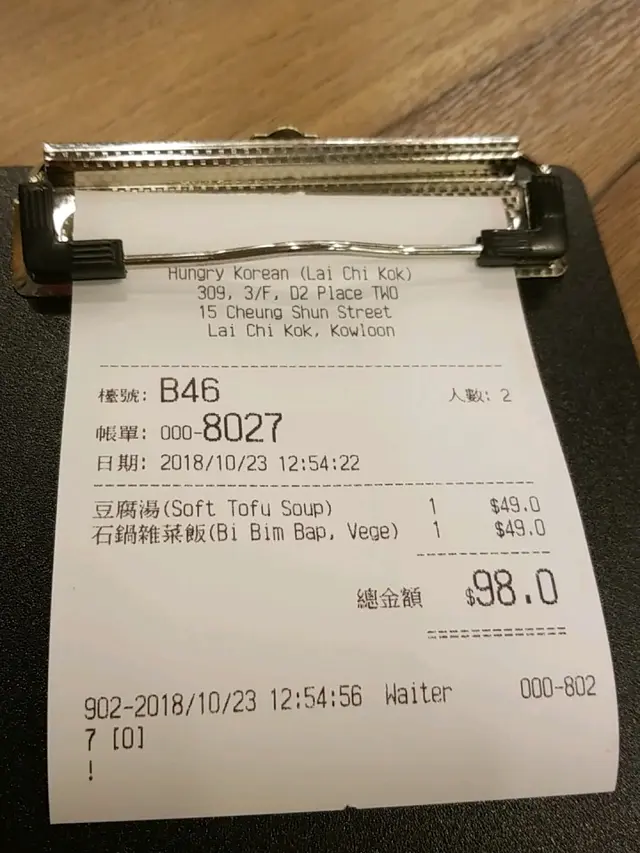 Hungry Korean (Lai Chi Kok)
309, 3/F, D2 Place TWO
15 Cheung Shun Street
Lai Chi Kok, Kowloon
檯號: B46 人數: 2
帳單: 000-8027
日期: 2018/10/23 12:54:22
豆腐湯(Soft Tofu Soup) 1 $49.0
石鍋雜菜飯(Bi Bim Bap, Vege) 1 $49.0
總金額 $98.0
902-2018/10/23 12:54:56 Waiter 000-802
7 [0]
!